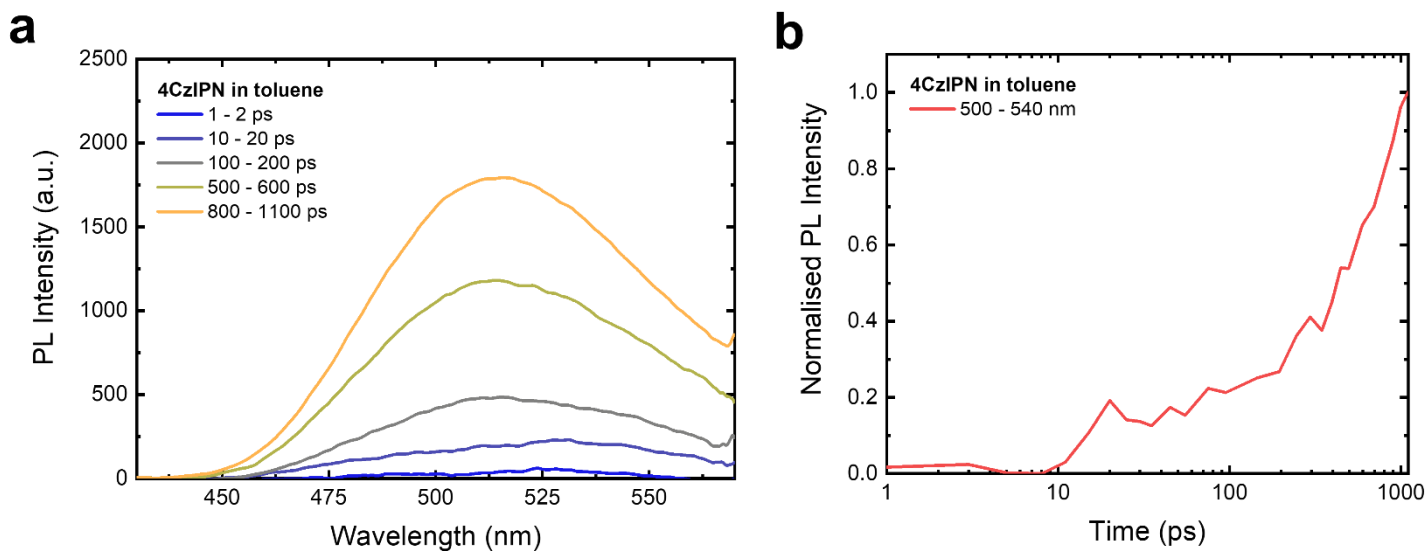 a
2500
2000
1500
1000
500
0
PL Intensity (a.u.)
4CzIPN in toluene
1 - 2 ps
10 - 20 ps
100 - 200 ps
500 - 600 ps
800 - 1100 ps
450 475 500 525 550
Wavelength (nm)
b
1.0
0.8
0.6
0.4
0.2
0.0
Normalised PL Intensity
4CzIPN in toluene
500 - 540 nm
1 10 100 1000
Time (ps)